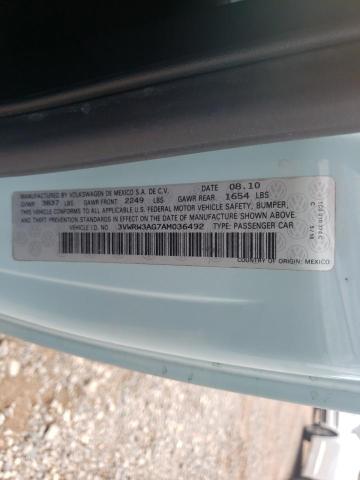 MFD. BY VOLKSWAGEN DE MEXICO S.A. DE C.V. DATE 08.10
GVWR 3837 LBS GAWR FRONT 2249 LBS GAWR REAR 1654 LBS
THIS VEHICLE CONFORMS TO ALL APPLICABLE U.S. FEDERAL MOTOR VEHICLE SAFETY, BUMPER,
AND THEFT PREVENTION STANDARDS IN EFFECT ON THE DATE OF MANUFACTURE SHOWN ABOVE.
VEHICLE I.D. NO. 3VWRW3AG7AM036492 TYPE: PASSENGER CAR
COUNTRY OF ORIGIN: MEXICO